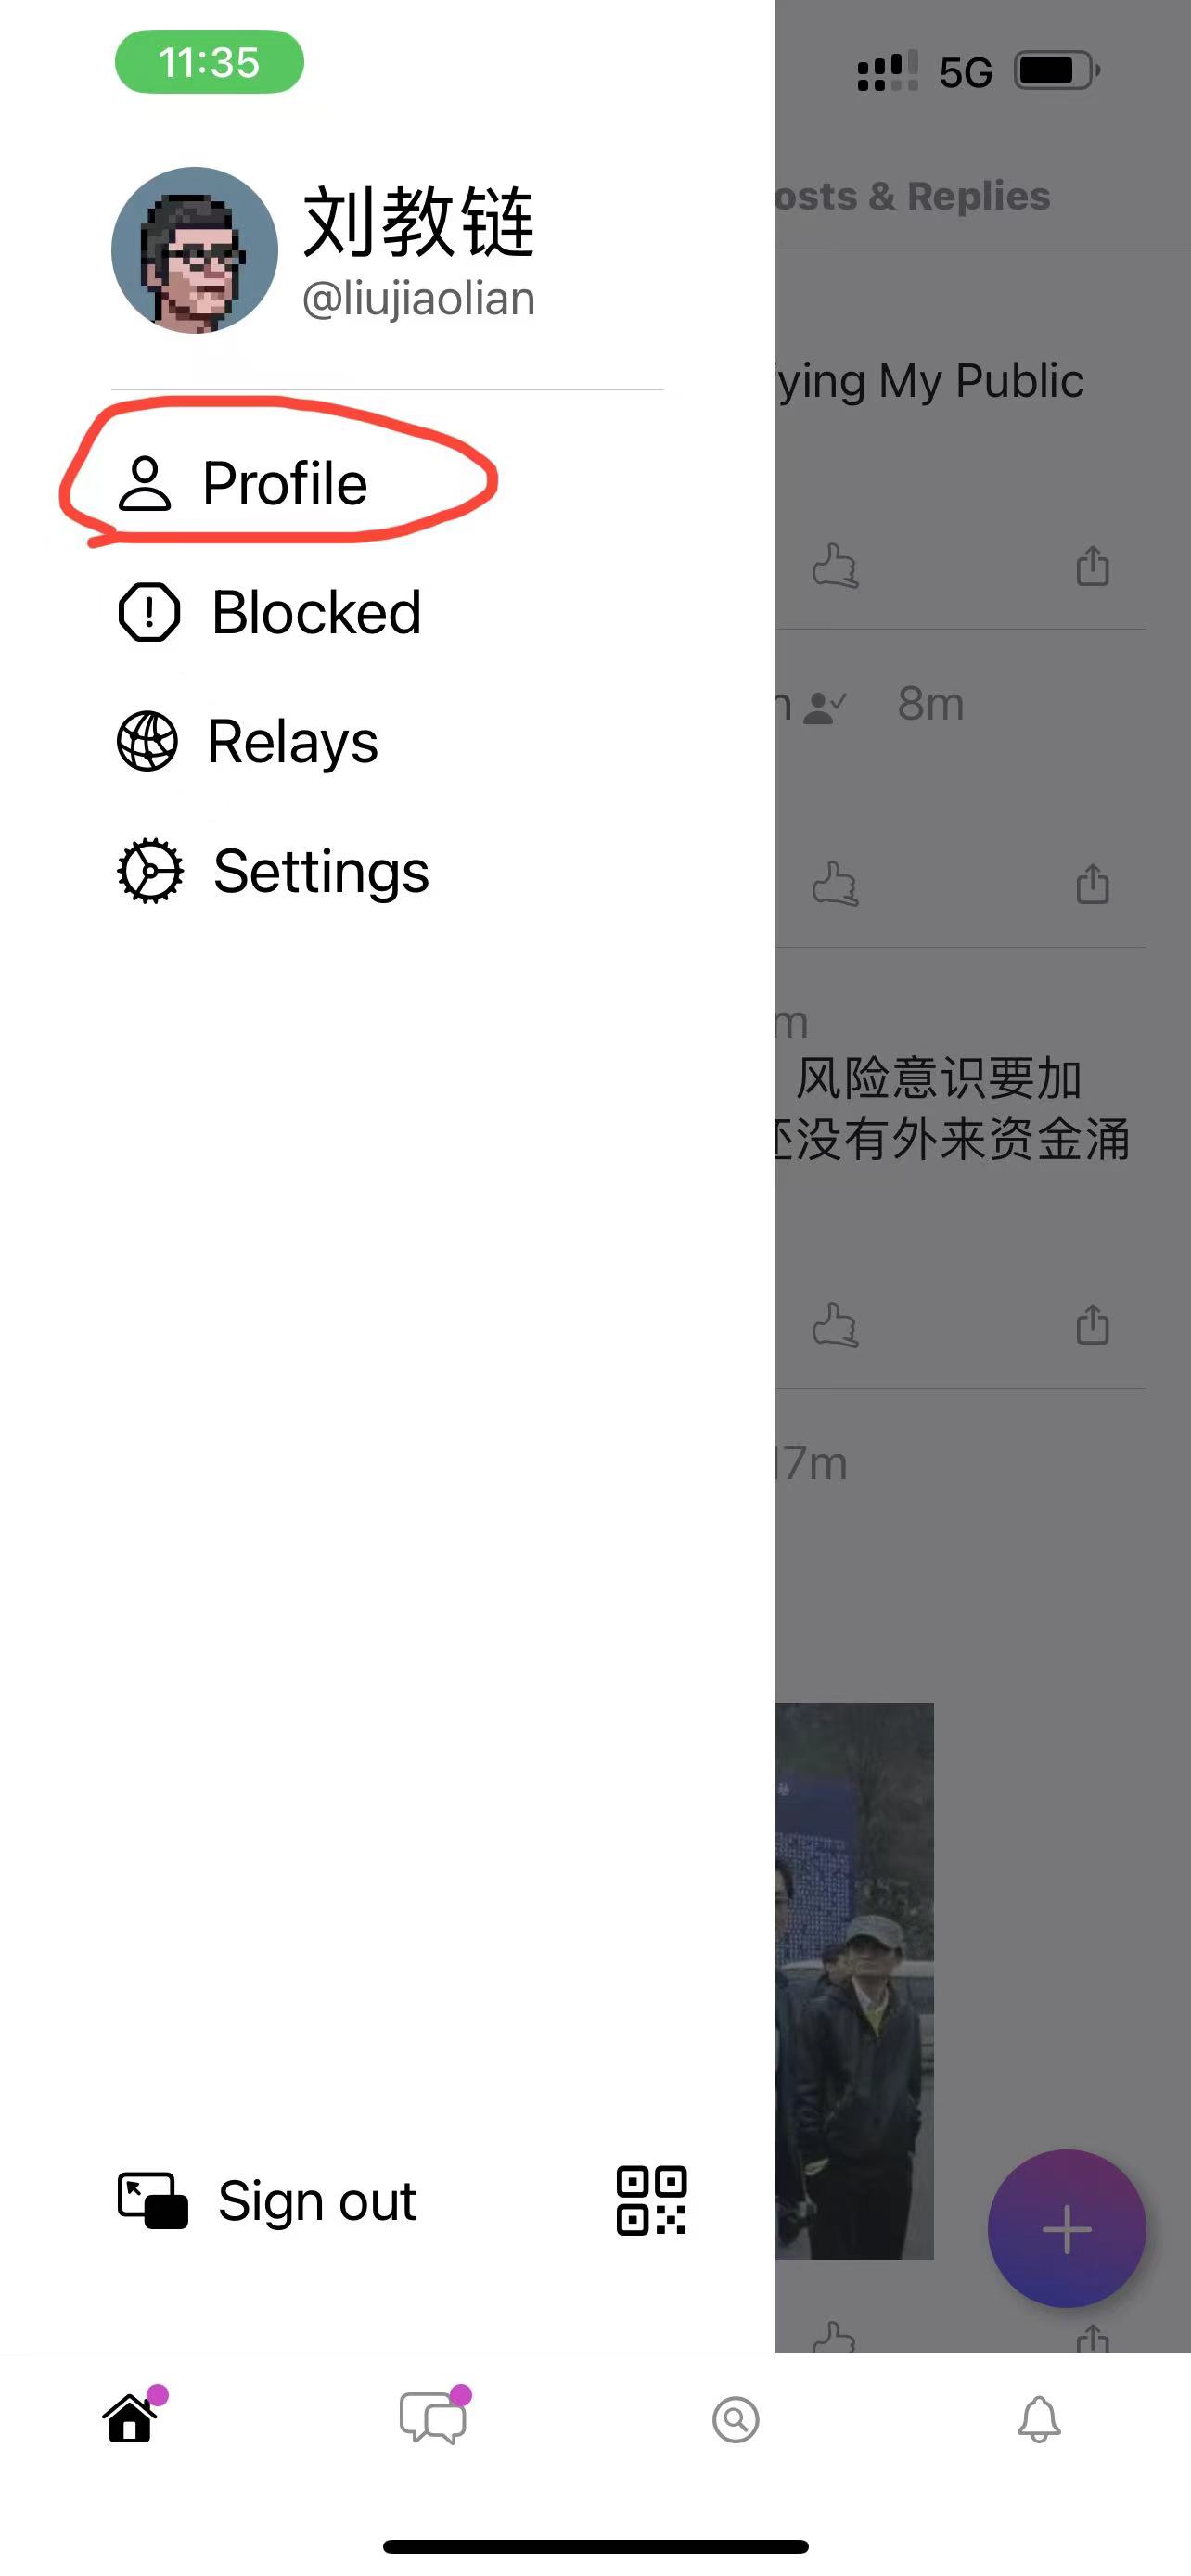 11:35
5G
刘教链
@liujiaolian
osts & Replies
ying My Public
Profile
Blocked
8m
Relays
Settings
m
风险意识要加
还没有外来资金涌
17m
Sign out